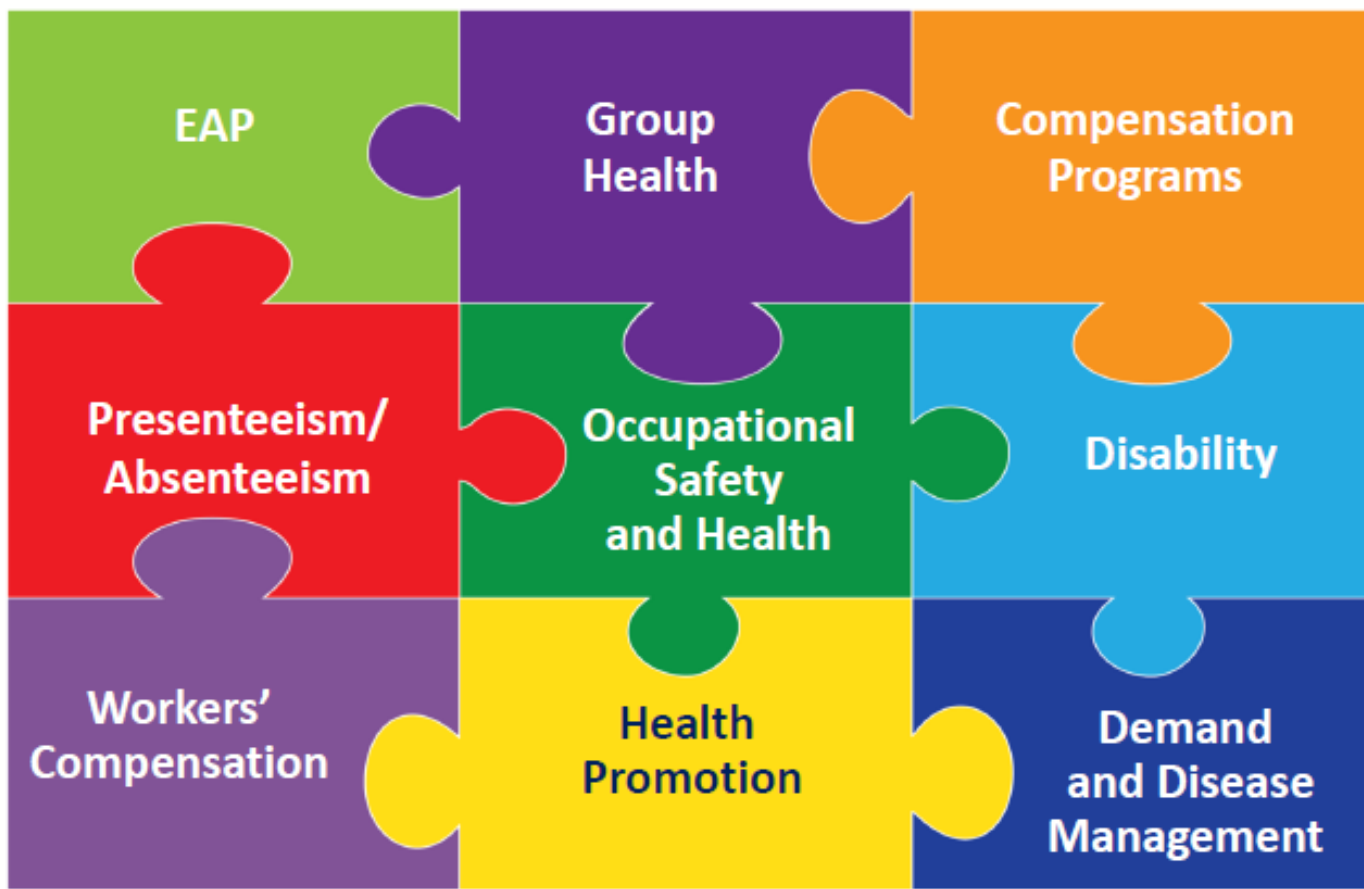 EAP
Group
Health
Compensation
Programs
Presenteeism/
Absenteeism
Occupational
Safety
and Health
Disability
Workers’
Compensation
Health
Promotion
Demand
and Disease
Management